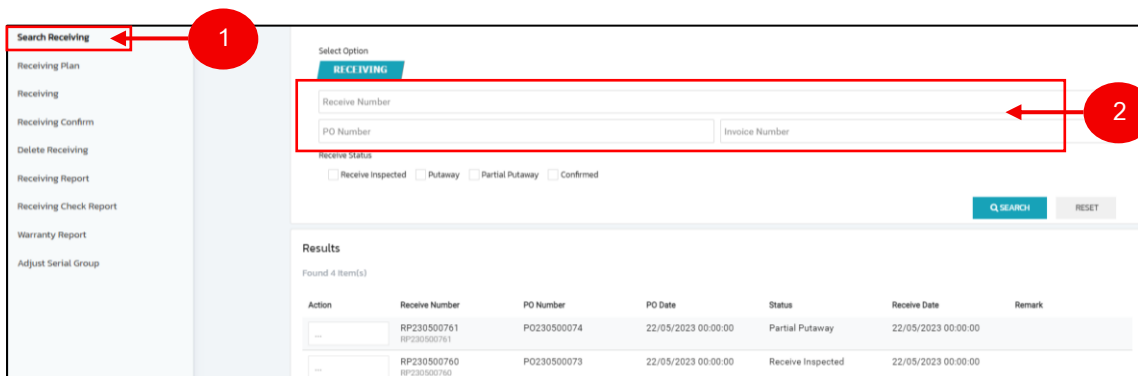 Search Receiving
1
Receiving Plan
Receiving
Receiving Confirm
Delete Receiving
Receiving Report
Receiving Check Report
Warranty Report
Adjust Serial Group
Select Option
RECEIVING
Receive Number
2
PO Number Invoice Number
Receive Status
Receive Inspected Putaway Partial Putaway Confirmed
SEARCH RESET
Results
Found 4 Item(s)
Action Receive Number PO Number PO Date Status Receive Date Remark
... RP230500761 PO230500074 22/05/2023 00:00:00 Partial Putaway 22/05/2023 00:00:00
RP230500761
... RP230500760 PO230500073 22/05/2023 00:00:00 Receive Inspected 22/05/2023 00:00:00
RP230500760